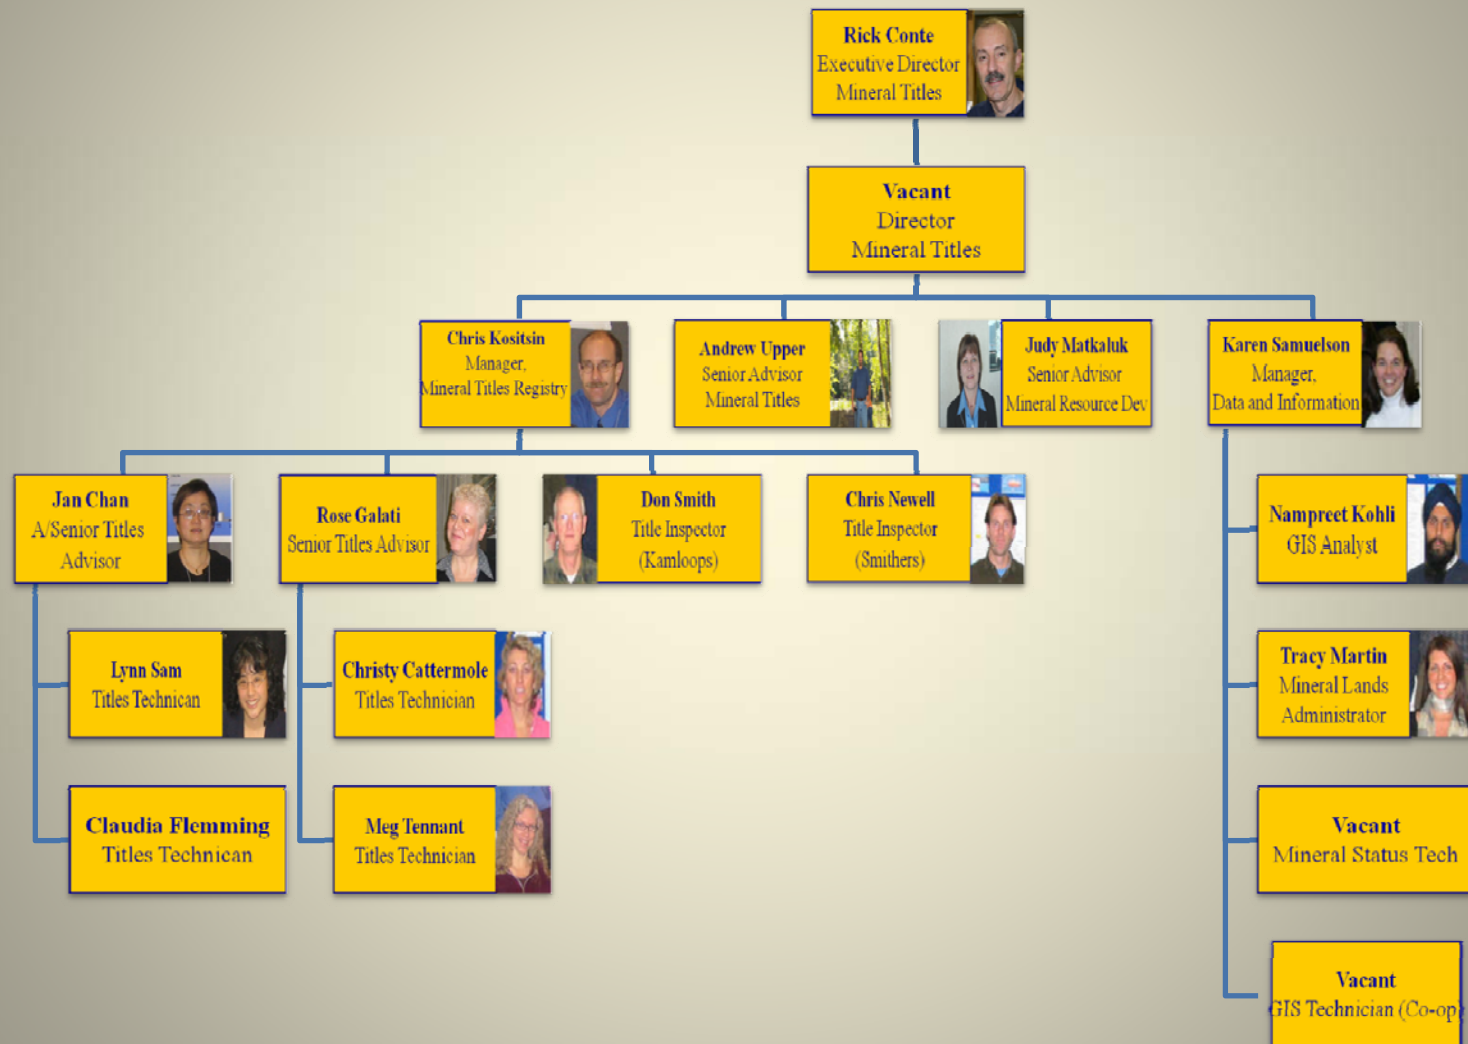 Rick Conte
Executive Director
Mineral Titles
Vacant
Director
Mineral Titles
Chris Kositsin
Manager,
Mineral Titles Registry
Andrew Upper
Senior Advisor
Mineral Titles
Judy Matkaluk
Senior Advisor
Mineral Resource Dev
Karen Samuelson
Manager,
Data and Information
Jan Chan
A/Senior Titles
Advisor
Rose Galati
Senior Titles Advisor
Don Smith
Title Inspector
(Kamloops)
Chris Newell
Title Inspector
(Smithers)
Nampreet Kohli
GIS Analyst
Lynn Sam
Titles Technican
Christy Cattermole
Titles Technician
Tracy Martin
Mineral Lands
Administrator
Claudia Flemming
Titles Technican
Meg Tennant
Titles Technician
Vacant
Mineral Status Tech
Vacant
GIS Technician (Co-op)